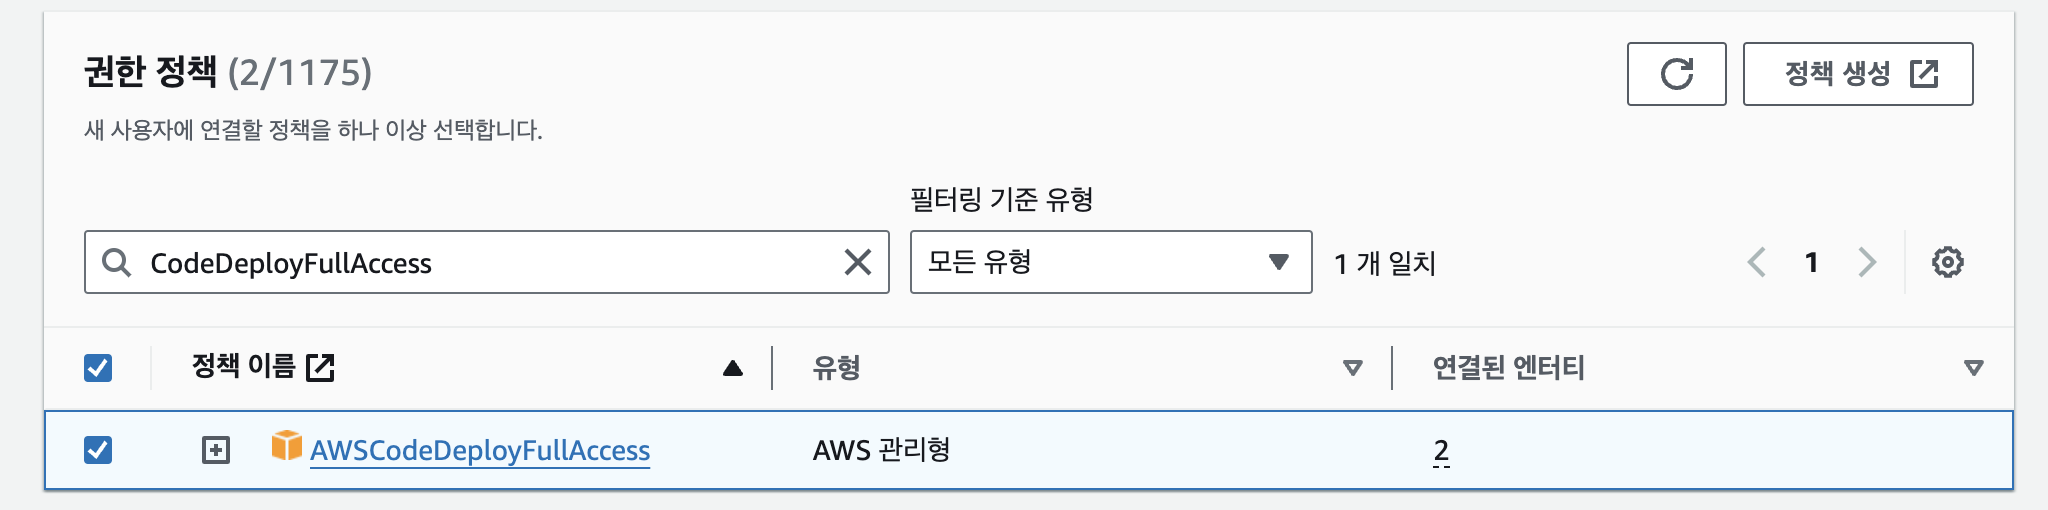 권한 정책 (2/1175)
정책 생성
새 사용자에 연결할 정책을 하나 이상 선택합니다.
필터링 기준 유형
CodeDeployFullAccess
모든 유형
1 개 일치
1
정책 이름
유형
연결된 엔터티
AWSCodeDeployFullAccess
AWS 관리형
2